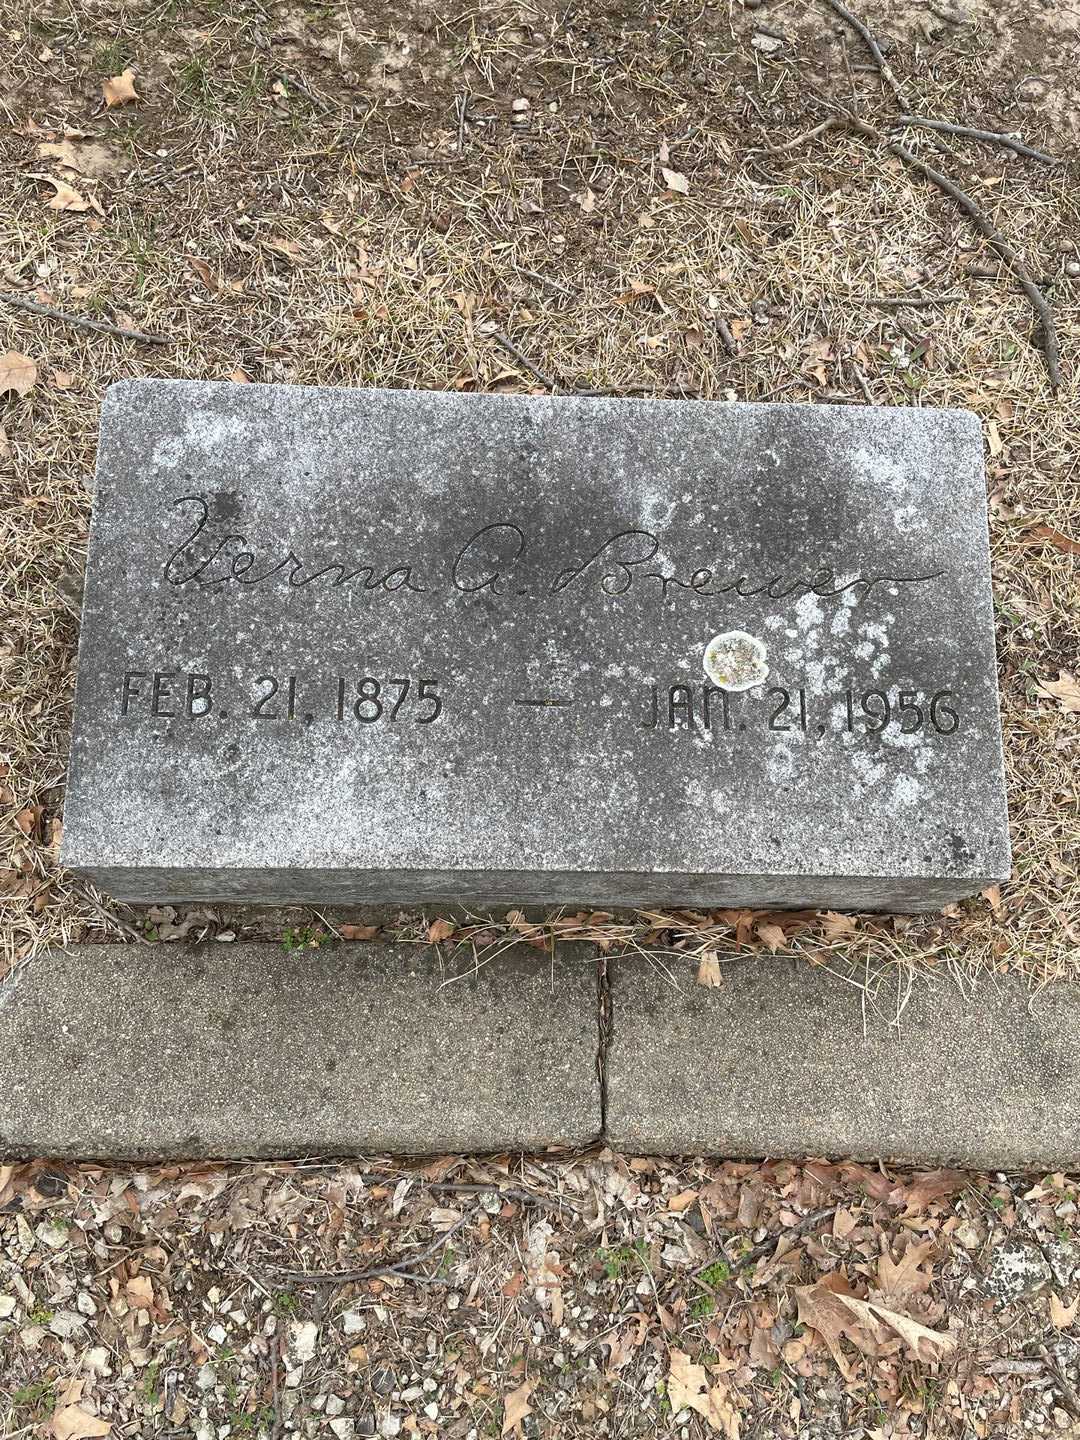 Verna A. Brewer
FEB. 21, 1875 — JAN. 21, 1956